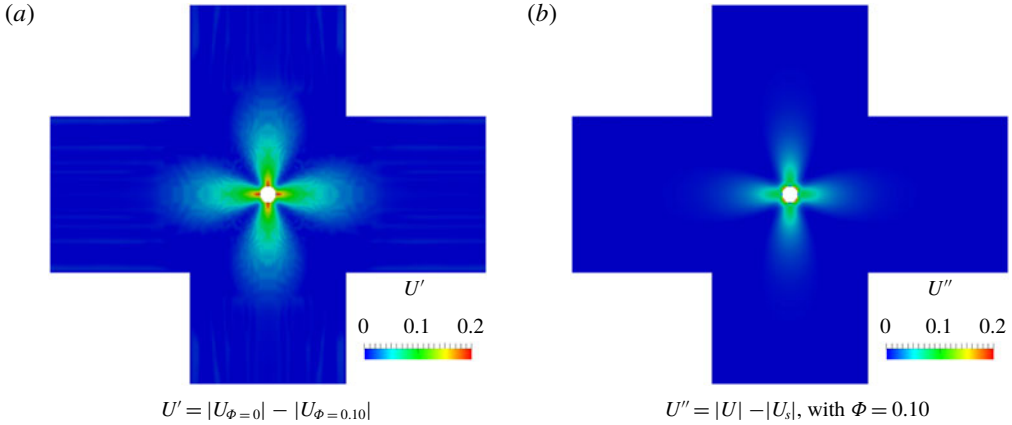 (a)
(b)
U′
0 0.1 0.2
U″
0 0.1 0.2
U′ = |U_{Φ=0}| − |U_{Φ=0.10}|
U″ = |U| − |U_s|, with Φ = 0.10